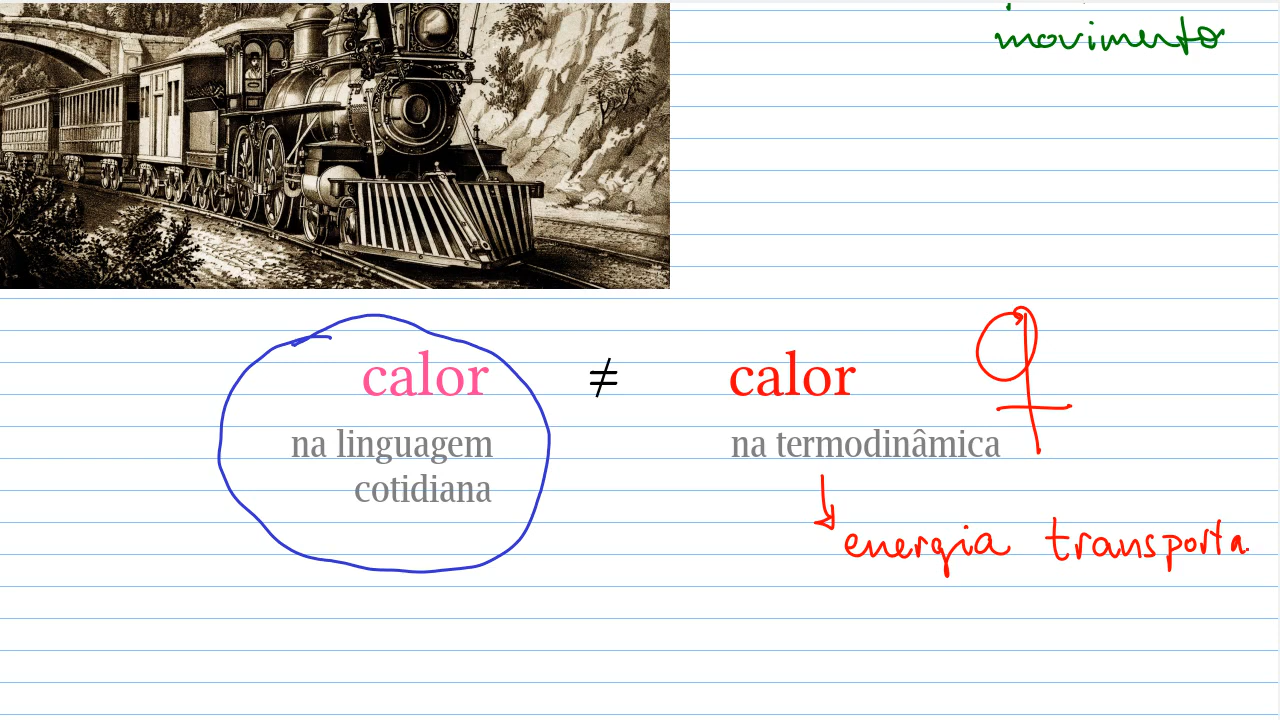 movimento
calor ≠ calor q
na linguagem na termodinâmica
cotidiana
energia transporta